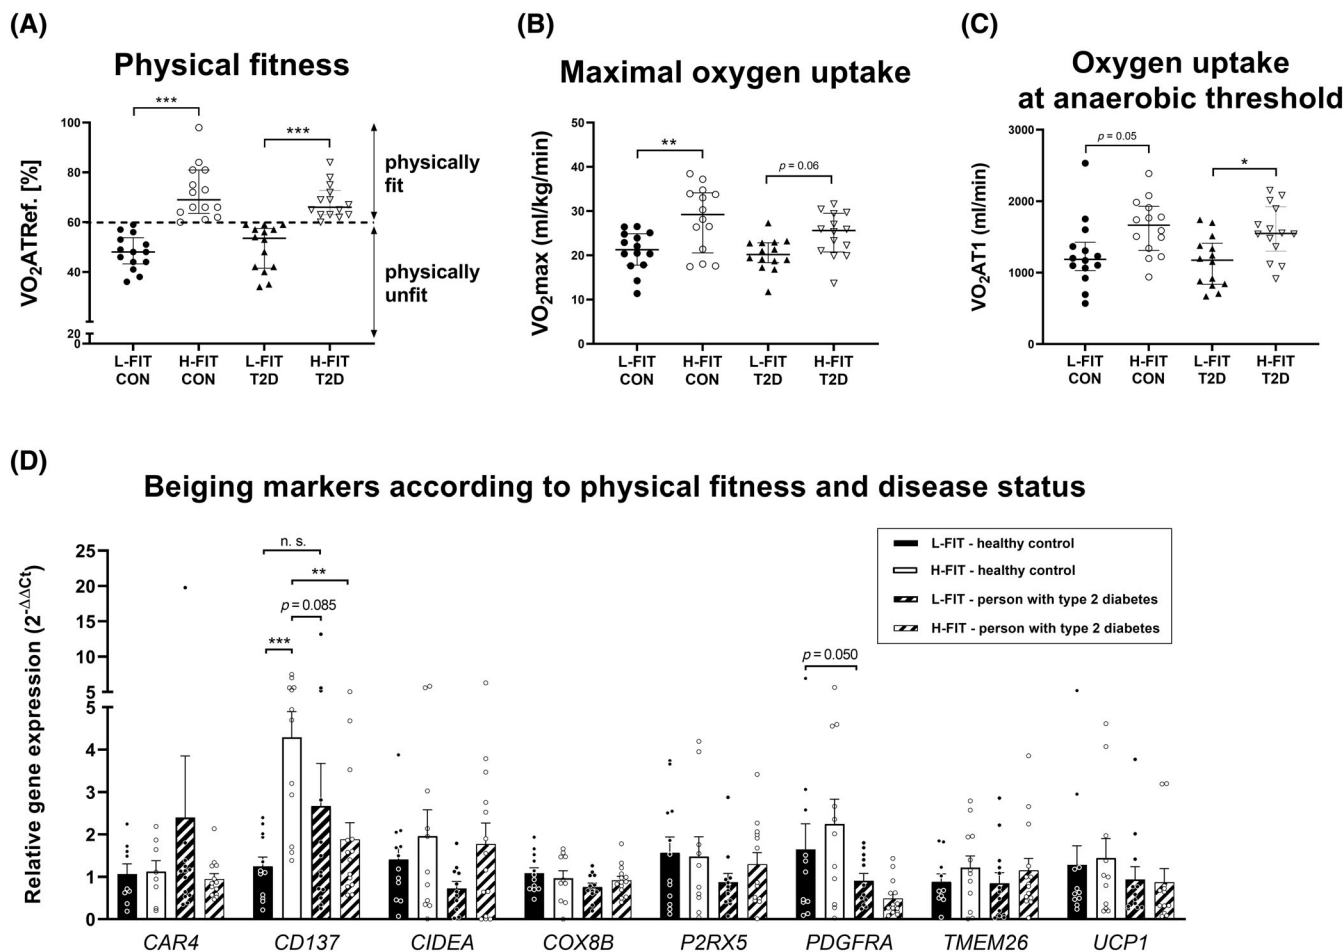 (A)
Physical fitness
***
***
VO₂ATRef. [%]
100
80
60
40
20
0
physically
fit
physically
unfit
L-FIT
CON
H-FIT
CON
L-FIT
T2D
H-FIT
T2D
(B)
Maximal oxygen uptake
**
p = 0.06
VO₂max (ml/kg/min)
50
40
30
20
10
0
L-FIT
CON
H-FIT
CON
L-FIT
T2D
H-FIT
T2D
(C)
Oxygen uptake
at anaerobic threshold
p = 0.05
*
VO₂AT1 (ml/min)
3000
2000
1000
0
L-FIT
CON
H-FIT
CON
L-FIT
T2D
H-FIT
T2D
(D)
Beiging markers according to physical fitness and disease status
L-FIT - healthy control
H-FIT - healthy control
L-FIT - person with type 2 diabetes
H-FIT - person with type 2 diabetes
Relative gene expression (2^-ΔΔCt)
25
20
15
10
5
5
4
3
2
1
0
n. s.
**
p = 0.085
***
p = 0.050
CAR4
CD137
CIDEA
COX8B
P2RX5
PDGFRA
TMEM26
UCP1